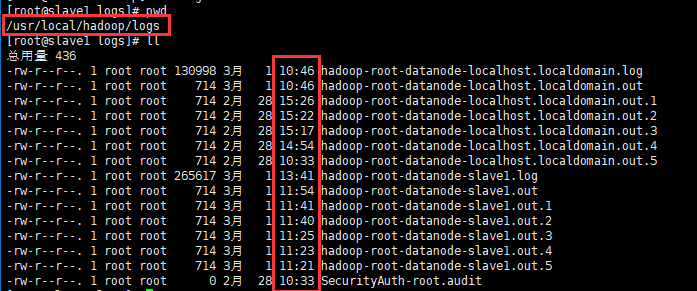 [root@slave1 logs]# pwd
/usr/local/hadoop/logs
[root@slave1 logs]# ll
总用量 436
-rw-r--r--. 1 root root 130998 3月   1 10:46 hadoop-root-datanode-localhost.localdomain.log
-rw-r--r--. 1 root root    714 3月   1 10:46 hadoop-root-datanode-localhost.localdomain.out
-rw-r--r--. 1 root root    714 2月  28 15:26 hadoop-root-datanode-localhost.localdomain.out.1
-rw-r--r--. 1 root root    714 2月  28 15:22 hadoop-root-datanode-localhost.localdomain.out.2
-rw-r--r--. 1 root root    714 2月  28 15:17 hadoop-root-datanode-localhost.localdomain.out.3
-rw-r--r--. 1 root root    714 2月  28 14:54 hadoop-root-datanode-localhost.localdomain.out.4
-rw-r--r--. 1 root root    714 2月  28 10:33 hadoop-root-datanode-localhost.localdomain.out.5
-rw-r--r--. 1 root root 265617 3月   1 13:41 hadoop-root-datanode-slave1.log
-rw-r--r--. 1 root root    714 3月   1 11:54 hadoop-root-datanode-slave1.out
-rw-r--r--. 1 root root    714 3月   1 11:41 hadoop-root-datanode-slave1.out.1
-rw-r--r--. 1 root root    714 3月   1 11:40 hadoop-root-datanode-slave1.out.2
-rw-r--r--. 1 root root    714 3月   1 11:25 hadoop-root-datanode-slave1.out.3
-rw-r--r--. 1 root root    714 3月   1 11:23 hadoop-root-datanode-slave1.out.4
-rw-r--r--. 1 root root    714 3月   1 11:21 hadoop-root-datanode-slave1.out.5
-rw-r--r--. 1 root root      0 2月  28 10:33 SecurityAuth-root.audit